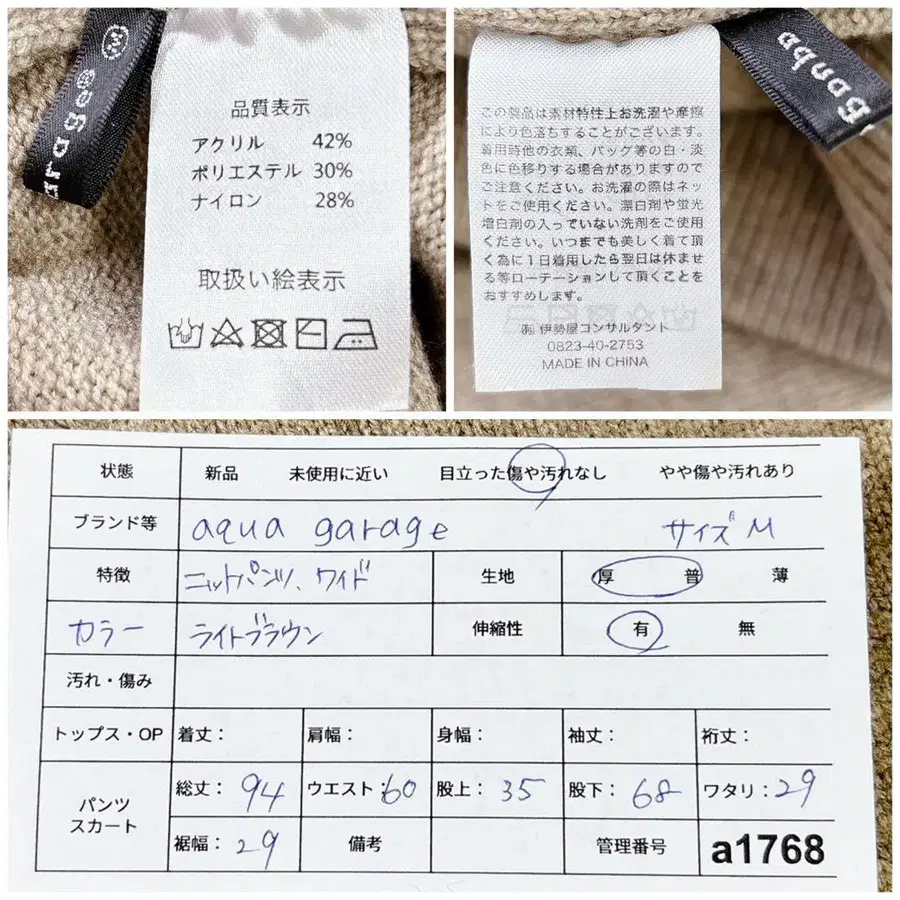 品質表示
アクリル 42%
ポリエステル 30%
ナイロン 28%
取扱い絵表示
この製品は素材特性上お洗濯や摩擦
により色落ちすることがございます。
着用時他の衣類、バッグ等の白・淡
色に色移りする場合がありますので
ご注意ください。お洗濯の際はネッ
トをご使用ください。漂白剤や蛍光
増白剤の入っていない洗剤をご使用
ください。いつまでも美しく着て頂
く為に1日着用したら翌日は休ませ
る等ローテーションして頂くことを
おすすめします。
㈲ 伊勢屋コンサルタント
0823-40-2753
MADE IN CHINA
状態 新品 未使用に近い 目立った傷や汚れなし やや傷や汚れあり
ブランド等 aqua garage サイズM
特徴 ニットパンツ、ワイド 生地 厚 普 薄
カラー ライトブラウン 伸縮性 有 無
汚れ・傷み
トップス・OP 着丈: 肩幅: 身幅: 袖丈: 裄丈:
パンツ スカート 総丈: 94 ウエスト: 60 股上: 35 股下: 68 ワタリ: 29
裾幅: 29 備考 管理番号 a1768